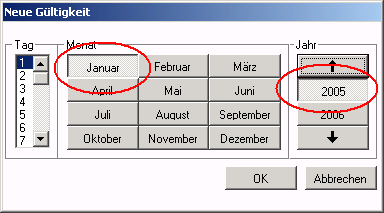 Neue Gültigkeit
Tag Monat Jahr
1 Januar Februar März
2
3 April Mai Juni 2005
4
5 Juli August September 2006
6
7 Oktober November Dezember
OK Abbrechen